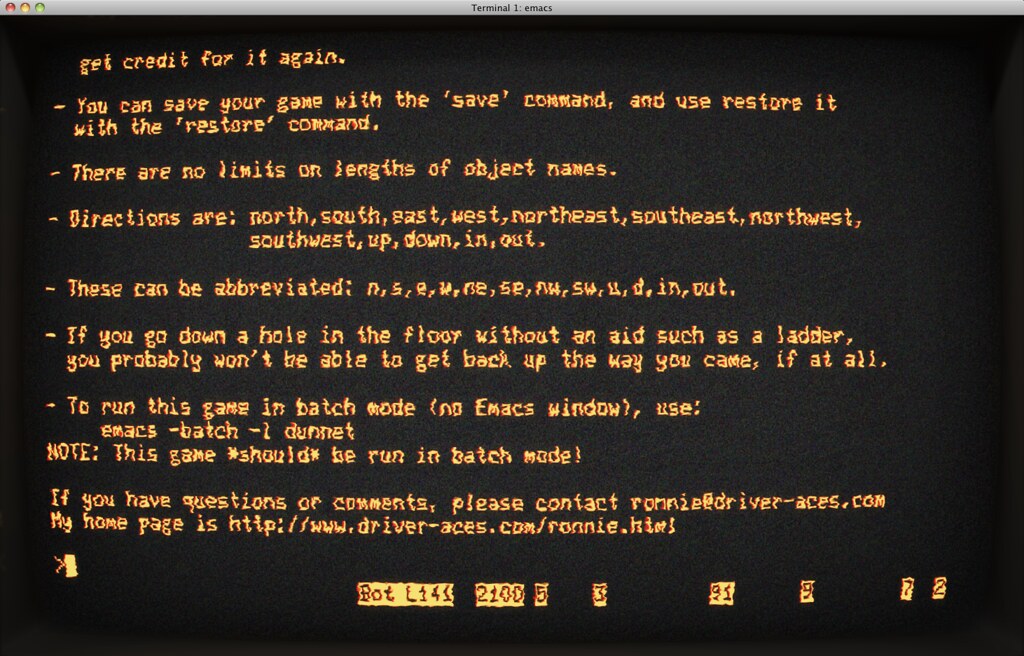 Terminal 1: emacs
get credit for it again.
- You can save your game with the 'save' command, and use restore it
with the 'restore' command.
- There are no limits on lengths of object names.
- Directions are: north,south,east,west,northeast,southeast,northwest,
southwest,up,down,in,out.
- These can be abbreviated: n,s,e,w,ne,se,nw,sw,u,d,in,out.
- If you go down a hole in the floor without an aid such as a ladder,
you probably won't be able to get back up the way you came, if at all.
- To run this game in batch mode (no Emacs window), use:
emacs -batch -l dunnet
NOTE: This game *should* be run in batch mode!
If you have questions or comments, please contact ronnie@driver-aces.com
My home page is http://www.driver-aces.com/ronnie.html
>
Bot L141 5 3 91 9 7 2